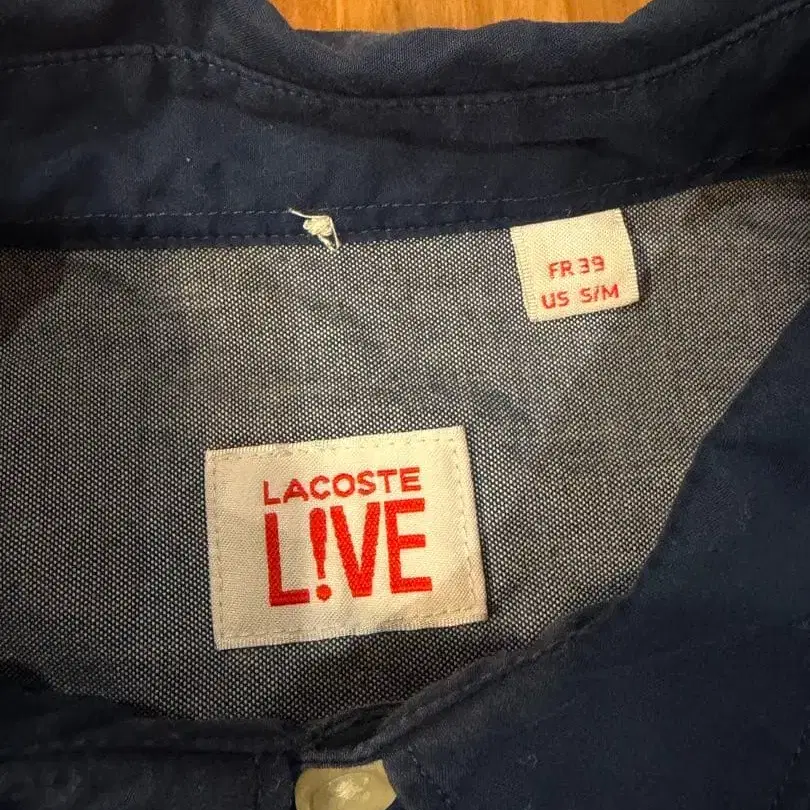 FR 39
US S/M
LACOSTE
L!VE